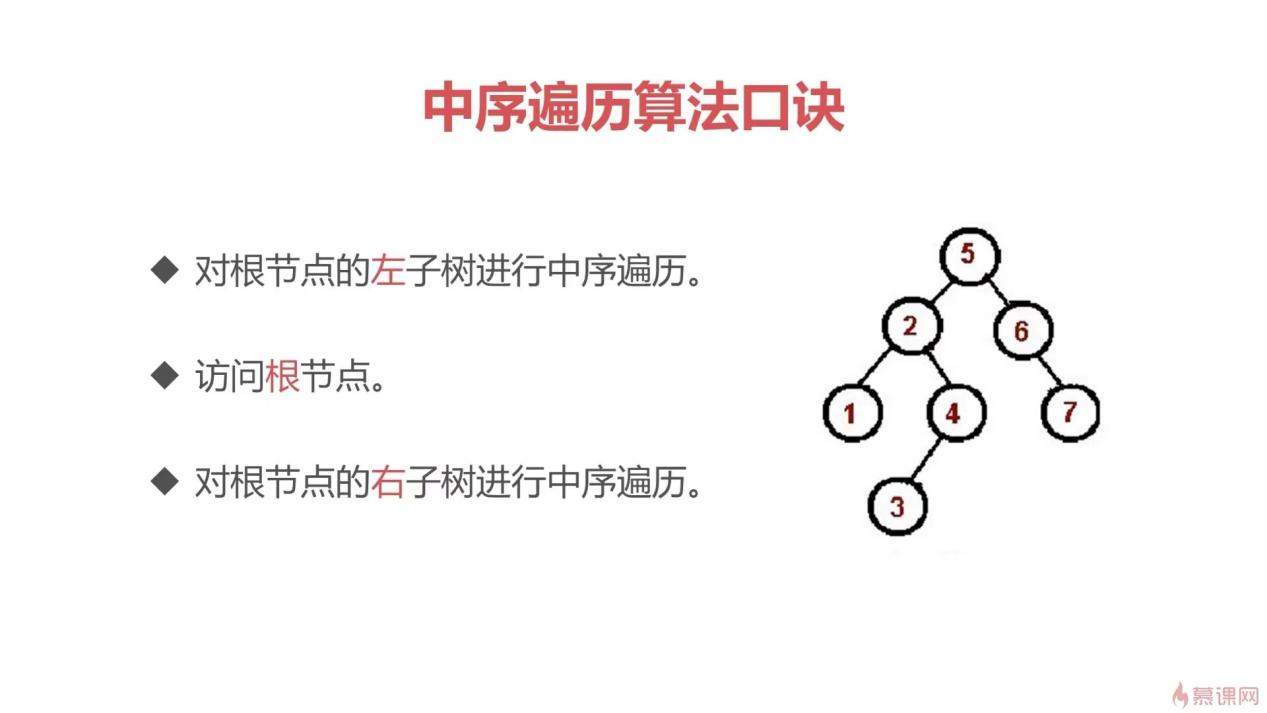 中序遍历算法口诀
◆ 对根节点的左子树进行中序遍历。
◆ 访问根节点。
◆ 对根节点的右子树进行中序遍历。
5
2
6
1
4
7
3
慕课网